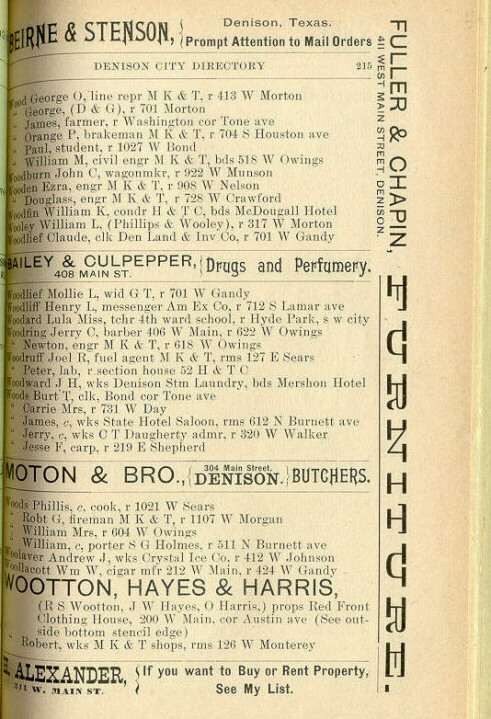 BEIRNE & STENSON, { Denison, Texas.
Prompt Attention to Mail Orders
DENISON CITY DIRECTORY 215
Wood George O, line repr M K & T, r 413 W Morton
" George, (D & G), r 701 Morton
" James, farmer, r Washington cor Tone ave
" Orange P, brakeman M K & T, r 704 S Houston ave
" Paul, student, r 1027 W Bond
" William M, civil engr M K & T, bds 518 W Owings
Woodburn John C, wagonmkr, r 922 W Munson
Wooden Ezra, engr M K & T, r 908 W Nelson
" Douglass, engr M K & T, r 728 W Crawford
Woodfin William K, condr H & T C, bds McDougall Hotel
Wooley William L, (Phillips & Wooley), r 317 W Morton
Woodlief Claude, clk Den Land & Inv Co, r 701 W Gandy
BAILEY & CULPEPPER, { Drugs and Perfumery.
408 MAIN ST.
Woodlief Mollie L, wid G T, r 701 W Gandy
Woodliff Henry L, messenger Am Ex Co, r 712 S Lamar ave
Woodard Lula Miss, tchr 4th ward school, r Hyde Park, s w city
Woodring Jerry C, barber 406 W Main, r 622 W Owings
" Newton, engr M K & T, r 618 W Owings
Woodruff Joel R, fuel agent M K & T, rms 127 E Sears
" Peter, lab, r section house 52 H & T C
Woodward J H, wks Denison Stm Laundry, bds Mershon Hotel
Woods Burt T, clk, Bond cor Tone ave
" Carrie Mrs, r 731 W Day
" James, c, wks State Hotel Saloon, rms 612 N Burnett ave
" Jerry, c, wks C T Daugherty admr, r 320 W Walker
" Jesse F, carp, r 219 E Shepherd
MOTON & BRO., { 304 Main Street, DENISON. } BUTCHERS.
Woods Phillis, c, cook, r 1021 W Sears
" Robt G, fireman M K & T, r 1107 W Morgan
" William Mrs, r 604 W Owings
" William, c, porter S G Holmes, r 511 N Burnett ave
Woolaver Andrew J, wks Crystal Ice Co, r 412 W Johnson
Woollacott Wm W, cigar mfr 212 W Main, r 424 W Gandy
WOOTTON, HAYES & HARRIS,
(R S Wootton, J W Hayes, O Harris,) props Red Front
Clothing House, 200 W Main, cor Austin ave (See out-
side bottom stencil edge)
" Robert, wks M K & T shops, rms 126 W Monterey
H. ALEXANDER, { If you want to Buy or Rent Property,
211 W. MAIN ST. See My List.
FULLER & CHAPIN,
411 WEST MAIN STREET, DENISON.
FURNITURE.